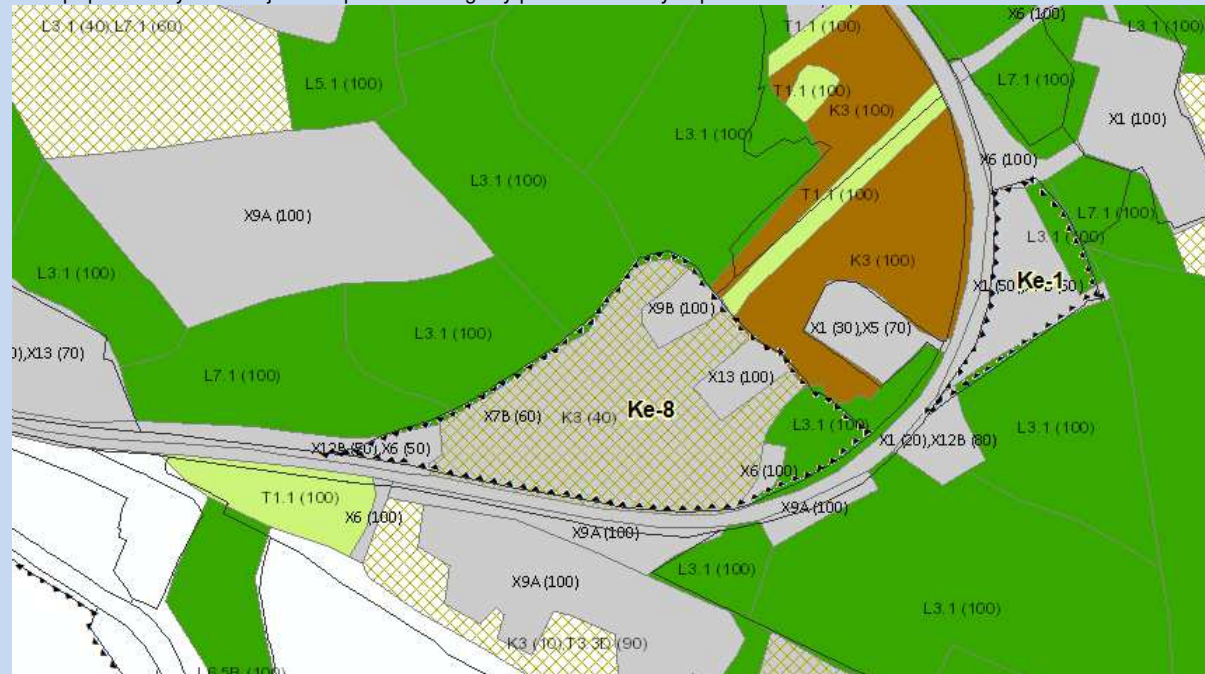 L3.1 (40),L7.1 (60)
T1.1 (100)
X6 (100)
L3.1 (100)
L5.1 (100)
T1.1 (100)
K3 (100)
L7.1 (100)
X1 (100)
L3.1 (100)
X6 (100)
L3.1 (100)
T1.1 (100)
X9A (100)
L7.1 (100)
L3.1 (100)
L3.1 (100)
K3 (100)
Ke-1
X9B (100)
X1 (30),X5 (70)
L3.1 (100)
),X13 (70)
L7.1 (100)
X13 (100)
X7B (60)
K3 (40)
Ke-8
L3.1 (100)
L3.1 (100)
X12B (50),X6 (50)
X1 (20),X12B (80)
X6 (100)
T1.1 (100)
X6 (100)
X9A (100)
X9A (100)
X9A (100)
L3.1 (100)
L3.1 (100)
K3 (10),T3.3D (90)
L6.5B (100)